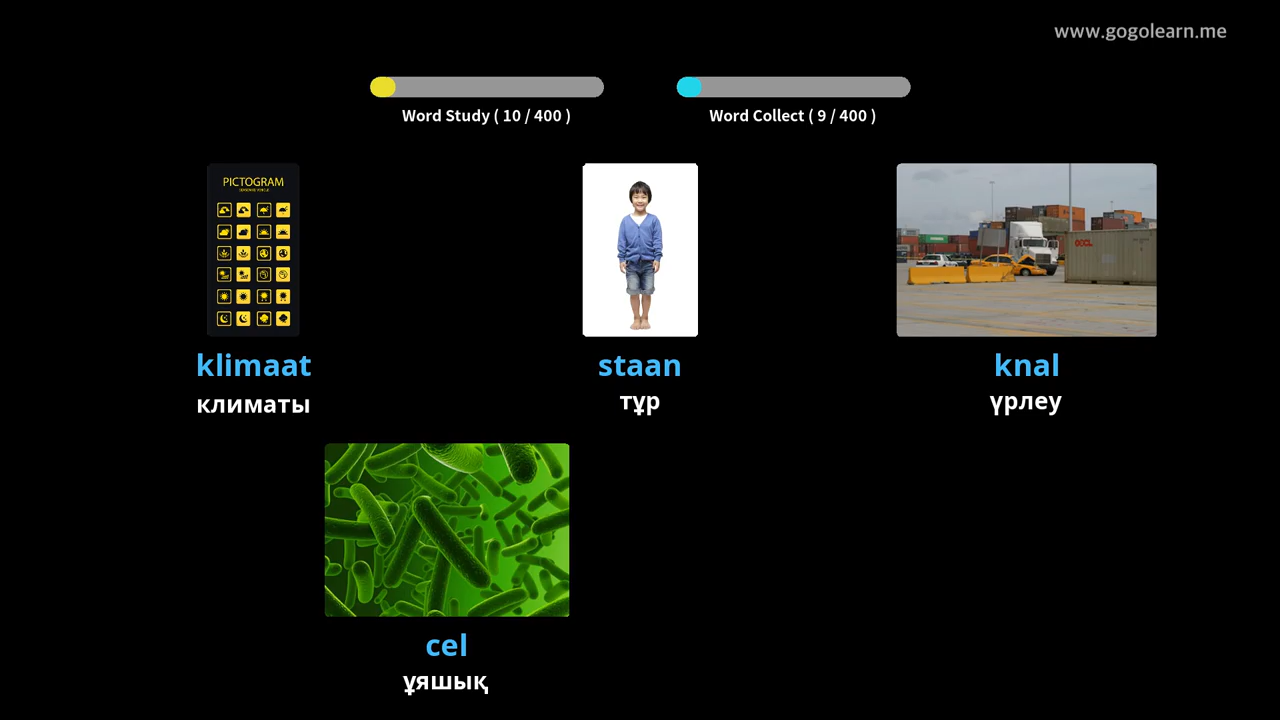 www.gogolearn.me
Word Study ( 10 / 400 )
Word Collect ( 9 / 400 )
PICTOGRAM
klimaat
климаты
staan
тұр
knal
үрлеу
cel
ұяшық